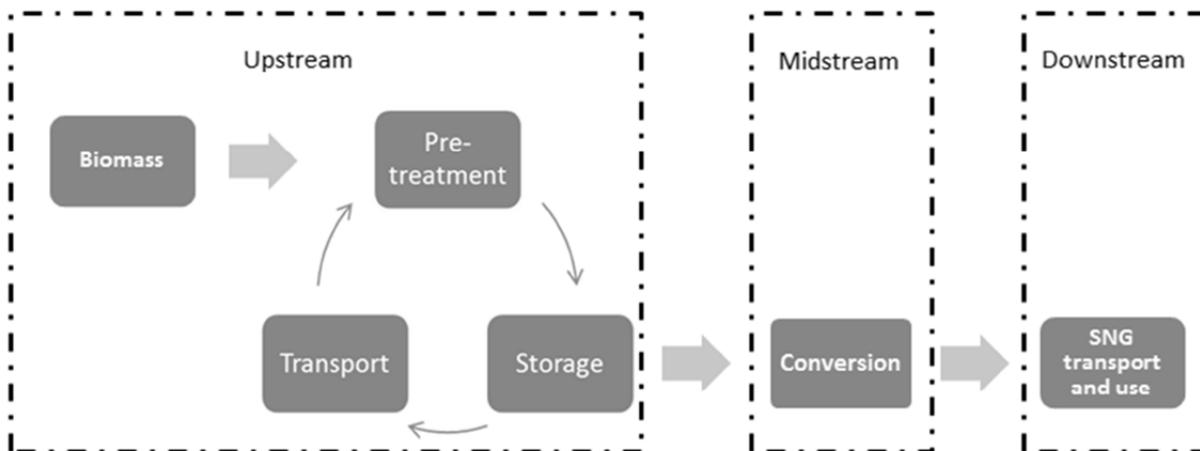 Upstream
Midstream
Downstream
Biomass
Pre-
treatment
Transport
Storage
Conversion
SNG
transport
and use